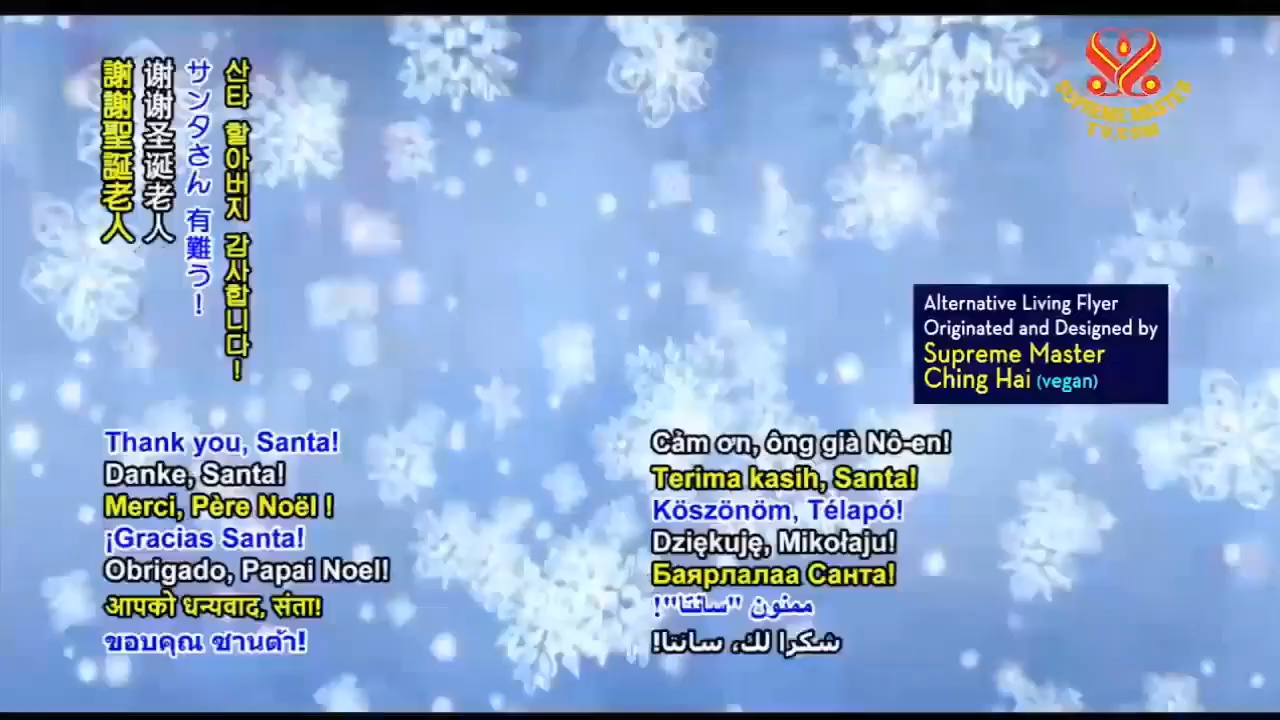 謝謝聖誕老人
谢谢圣诞老人
サンタさん 有難う！
산타 할아버지 감사합니다！
SUPREME MASTER
TV.COM
Alternative Living Flyer
Originated and Designed by
Supreme Master
Ching Hai (vegan)
Thank you, Santa!
Danke, Santa!
Merci, Père Noël !
¡Gracias Santa!
Obrigado, Papai Noel!
आपको धन्यवाद, संता!
ขอบคุณ ซานต้า!
Cảm ơn, ông già Nô-en!
Terima kasih, Santa!
Köszönöm, Télapó!
Dziękuję, Mikołaju!
Баярлалаа Санта!
ممنون "سانتا"!
شكرا لك، سانتا!